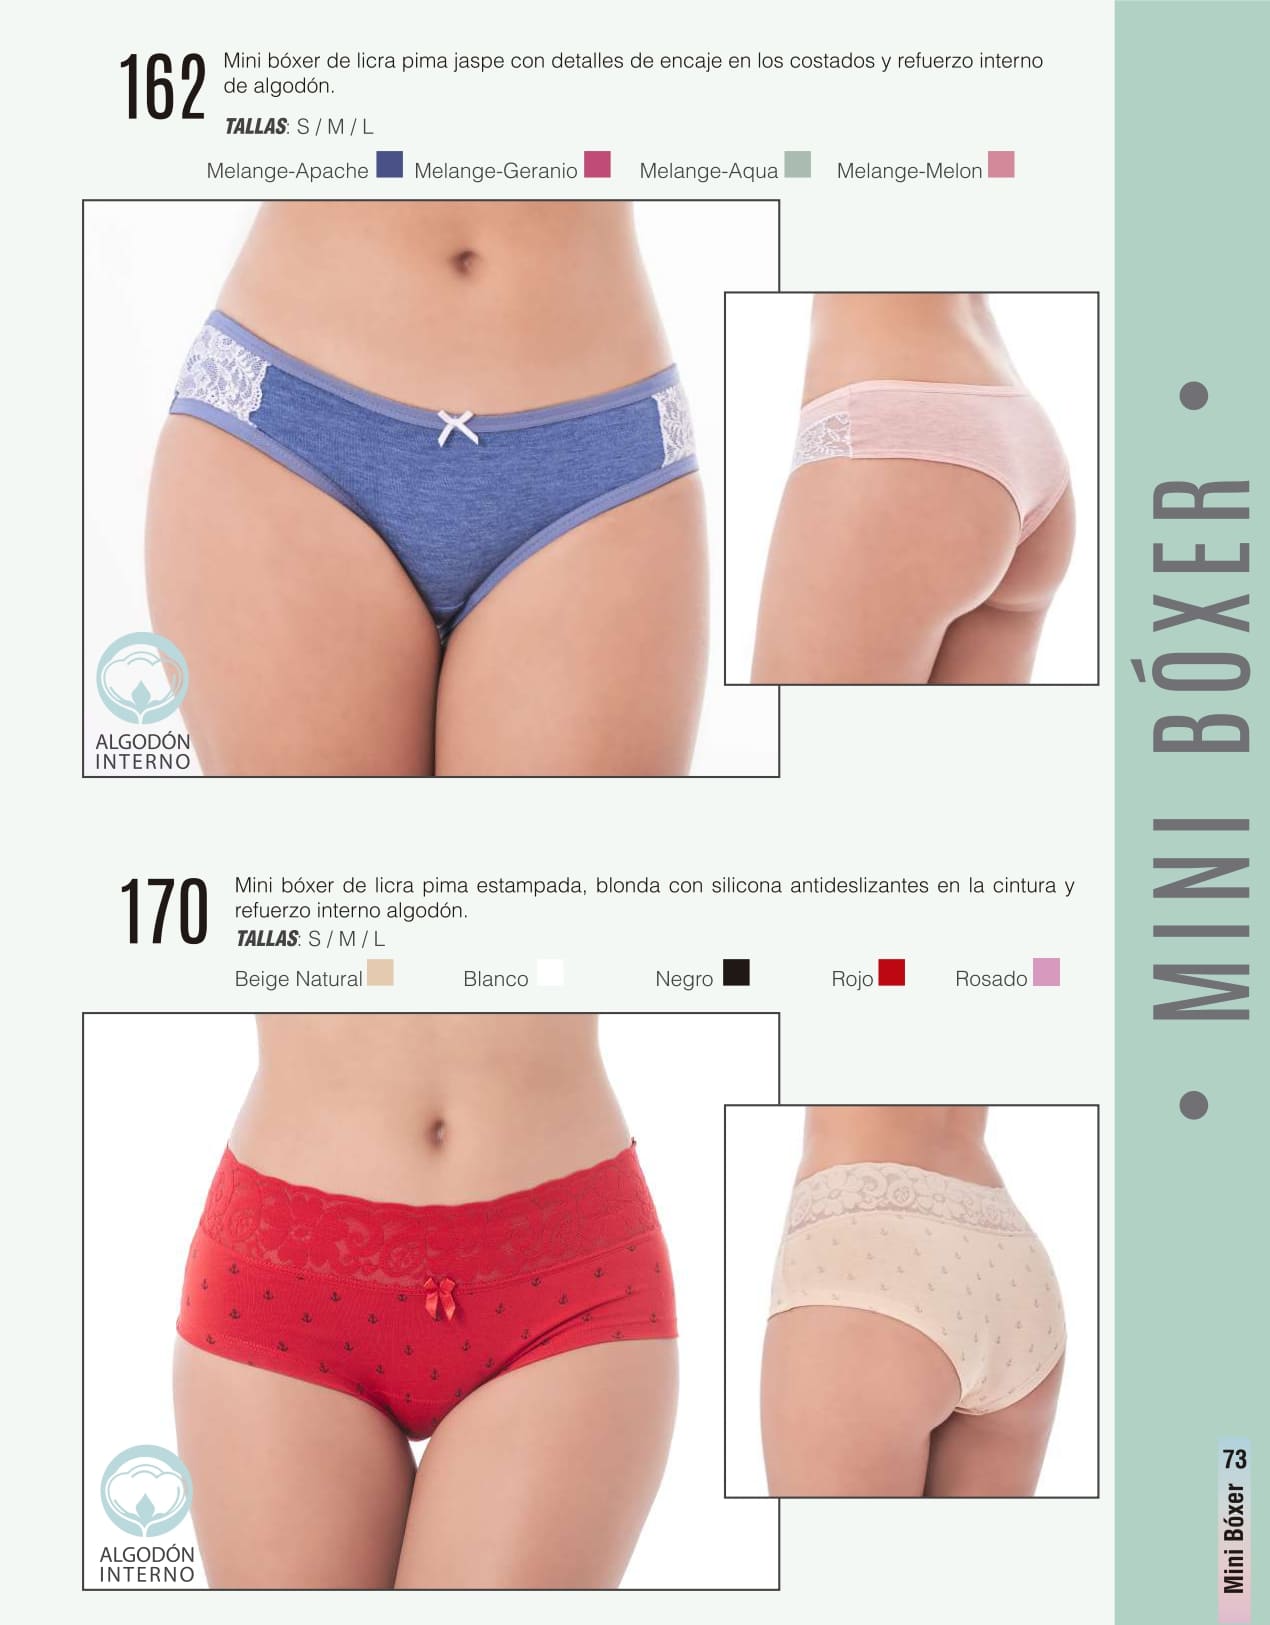 162
Mini bóxer de licra pima jaspe con detalles de encaje en los costados y refuerzo interno
de algodón.
TALLAS: S / M / L
Melange-Apache Melange-Geranio Melange-Aqua Melange-Melon
ALGODÓN
INTERNO
170
Mini bóxer de licra pima estampada, blonda con silicona antideslizantes en la cintura y
refuerzo interno algodón.
TALLAS: S / M / L
Beige Natural Blanco Negro Rojo Rosado
ALGODÓN
INTERNO
• MINI BÓXER •
Mini Bóxer 73